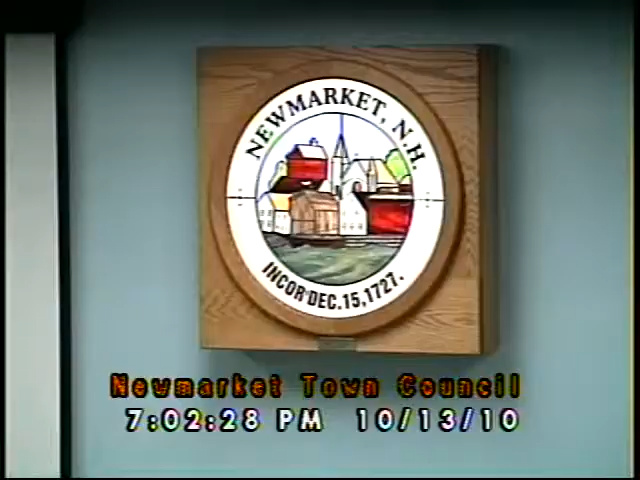 NEWMARKET, N.H.
INCOR DEC. 15, 1727.
Newmarket Town Council
7:02:28 PM 10/13/10